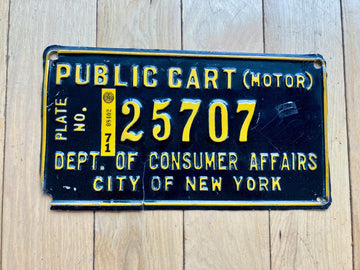 PUBLIC CART (MOTOR)
PLATE NO.
71
25707
DEPT. OF CONSUMER AFFAIRS
CITY OF NEW YORK